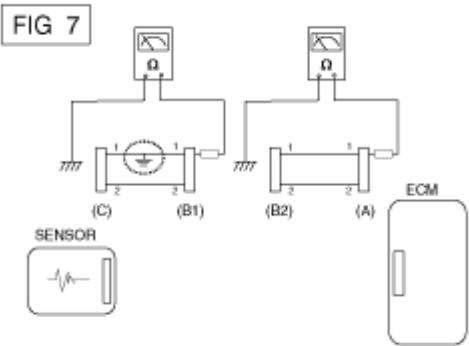 FIG 7
Ω Ω
1 1 1 1
2 2 2 2
(C) (B1) (B2) (A)
ECM
SENSOR